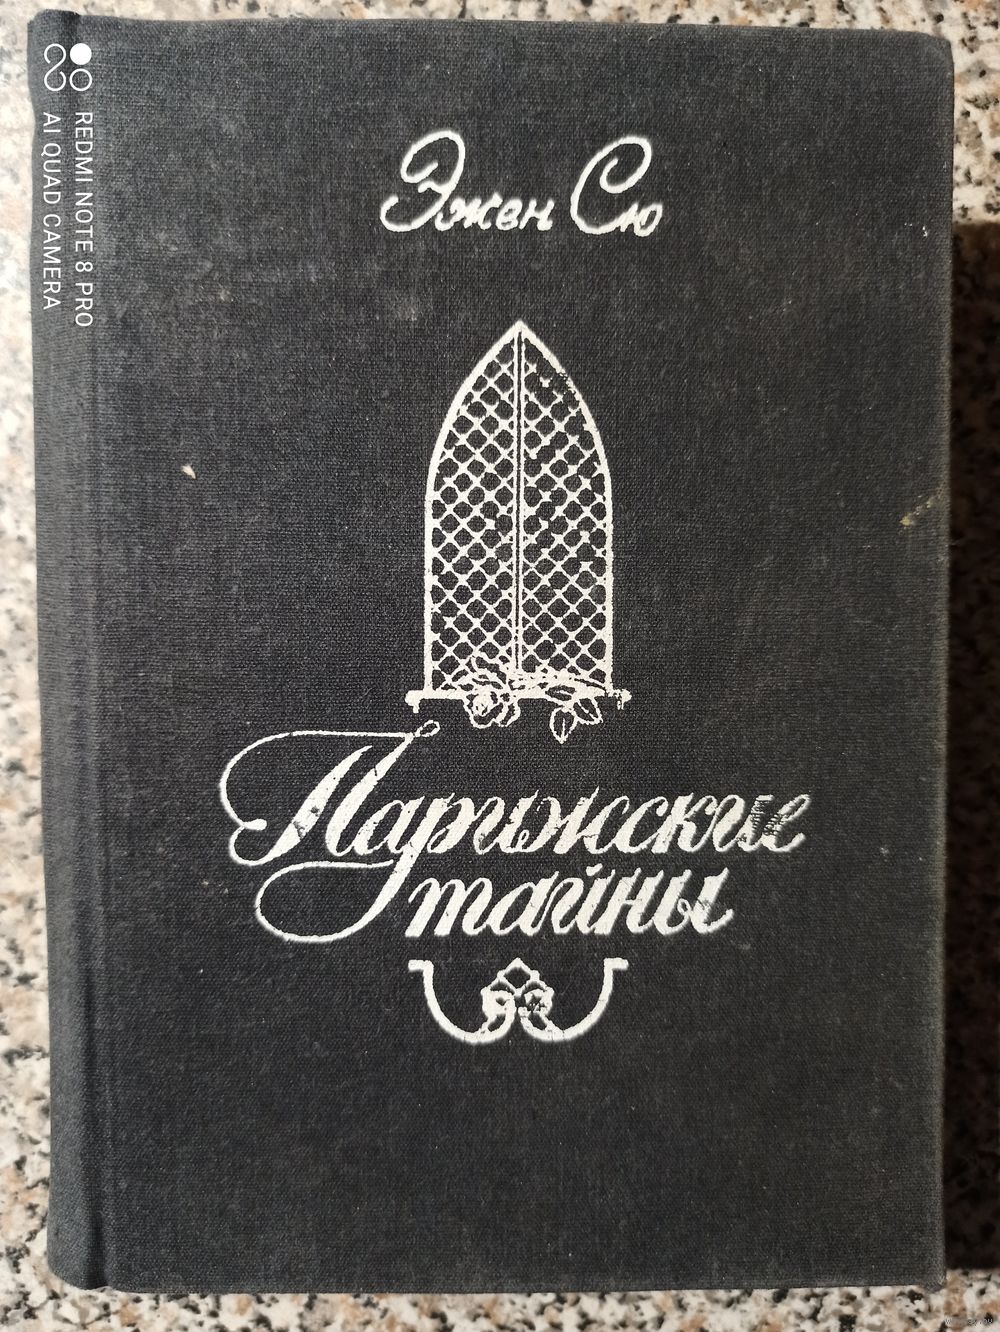 Эжен Сю
Парижские
тайны
REDMI NOTE 8 PRO
AI QUAD CAMERA